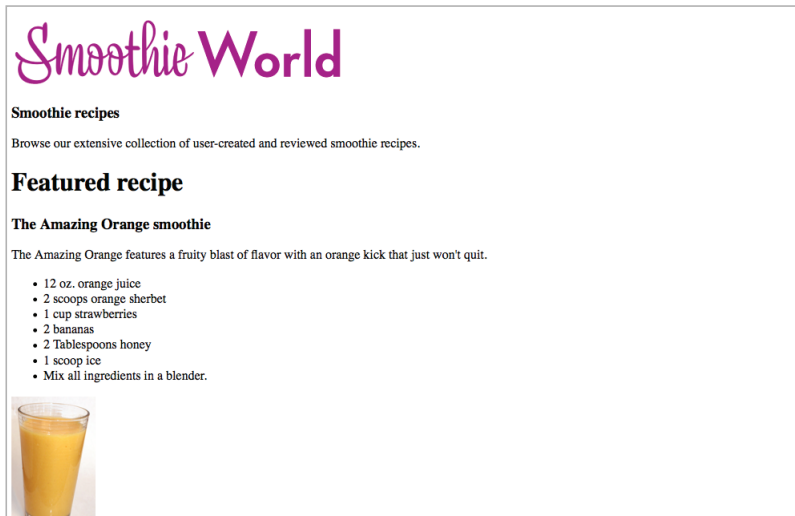 Smoothie World
Smoothie recipes
Browse our extensive collection of user-created and reviewed smoothie recipes.
Featured recipe
The Amazing Orange smoothie
The Amazing Orange features a fruity blast of flavor with an orange kick that just won't quit.
• 12 oz. orange juice
• 2 scoops orange sherbet
• 1 cup strawberries
• 2 bananas
• 2 Tablespoons honey
• 1 scoop ice
• Mix all ingredients in a blender.